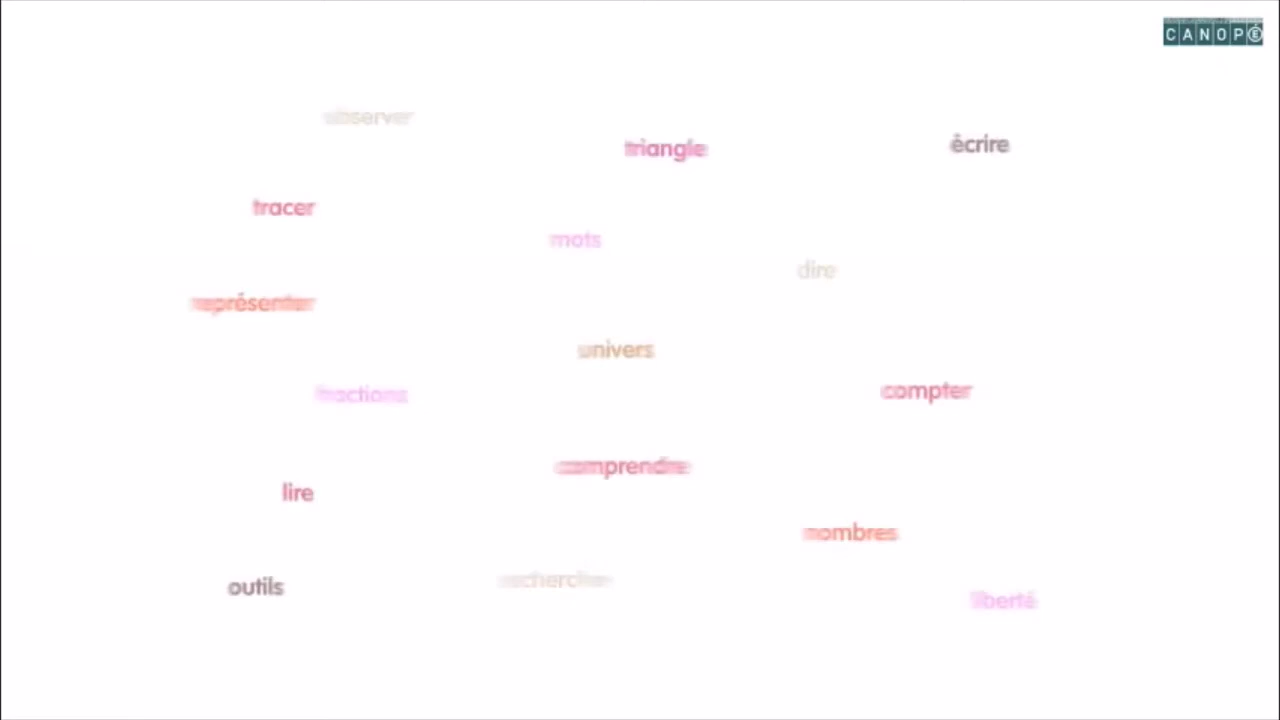 CANOPÉ
observer
triangle
écrire
tracer
mots
dire
représenter
univers
fractions
compter
comprendre
lire
nombres
outils
rechercher
liberté